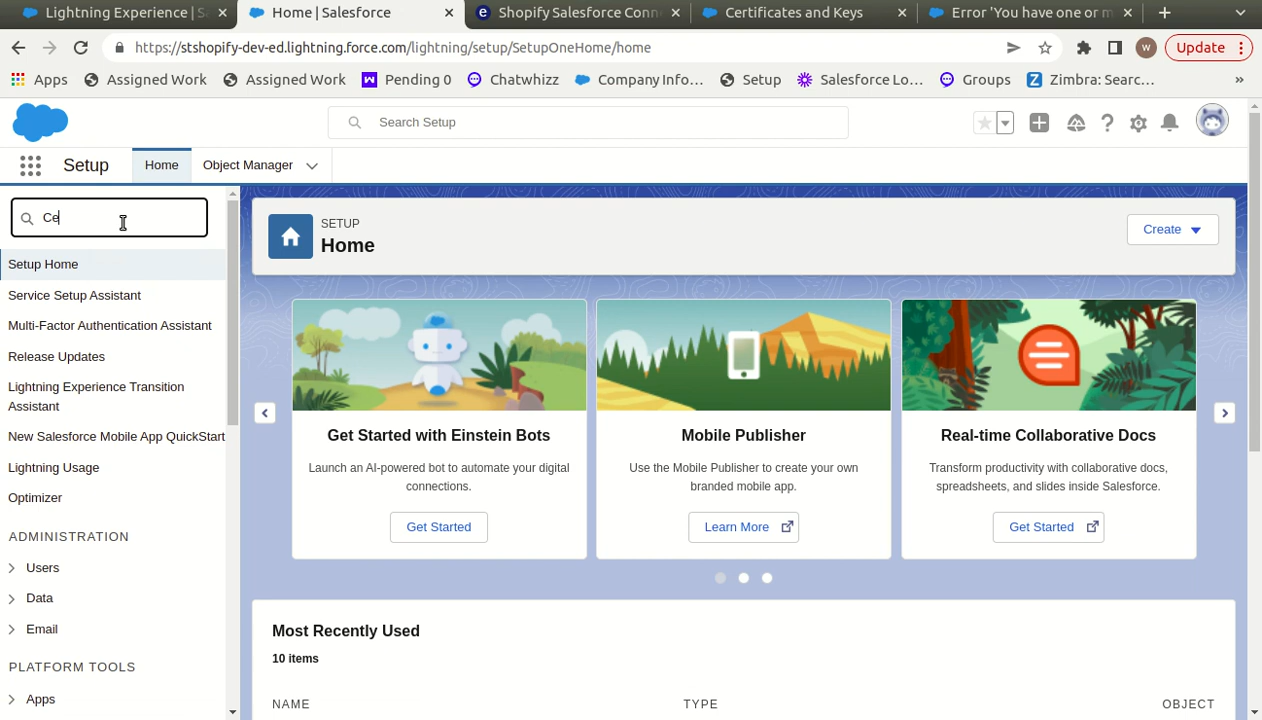 Lightning Experience | S
Home | Salesforce
Shopify Salesforce Conn
Certificates and Keys
Error 'You have one or m
https://stshopify-dev-ed.lightning.force.com/lightning/setup/SetupOneHome/home
W
Update
Apps
Assigned Work
Assigned Work
Pending 0
Chatwhizz
Company Info...
Setup
Salesforce Lo...
Groups
Zimbra: Searc...
»
Search Setup
Setup
Home
Object Manager
Ce
Setup Home
Service Setup Assistant
Multi-Factor Authentication Assistant
Release Updates
Lightning Experience Transition
Assistant
New Salesforce Mobile App QuickStart
Lightning Usage
Optimizer
ADMINISTRATION
Users
Data
Email
PLATFORM TOOLS
Apps
SETUP
Home
Create
Get Started with Einstein Bots
Launch an AI-powered bot to automate your digital
connections.
Get Started
Mobile Publisher
Use the Mobile Publisher to create your own
branded mobile app.
Learn More
Real-time Collaborative Docs
Transform productivity with collaborative docs,
spreadsheets, and slides inside Salesforce.
Get Started
Most Recently Used
10 items
NAME
TYPE
OBJECT